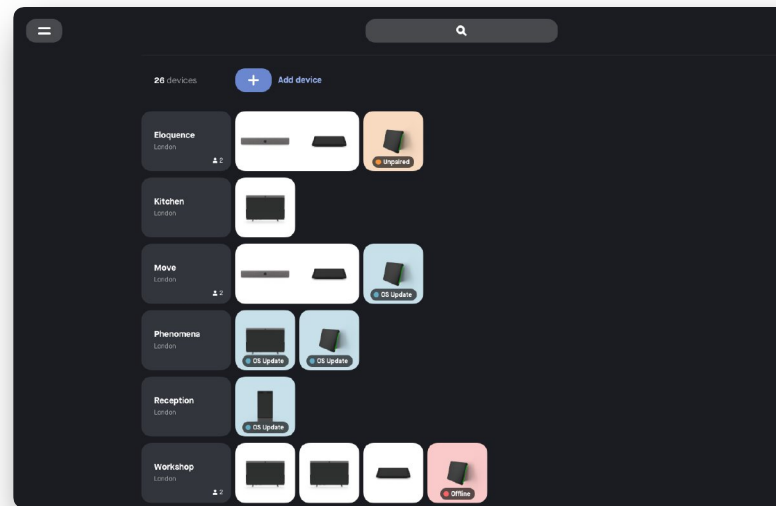 26 devices
Add device
Eloquence
London
2
Unpaired
Kitchen
London
Move
London
2
OS Update
Phenomena
London
OS Update
OS Update
Reception
London
OS Update
Workshop
London
2
Offline